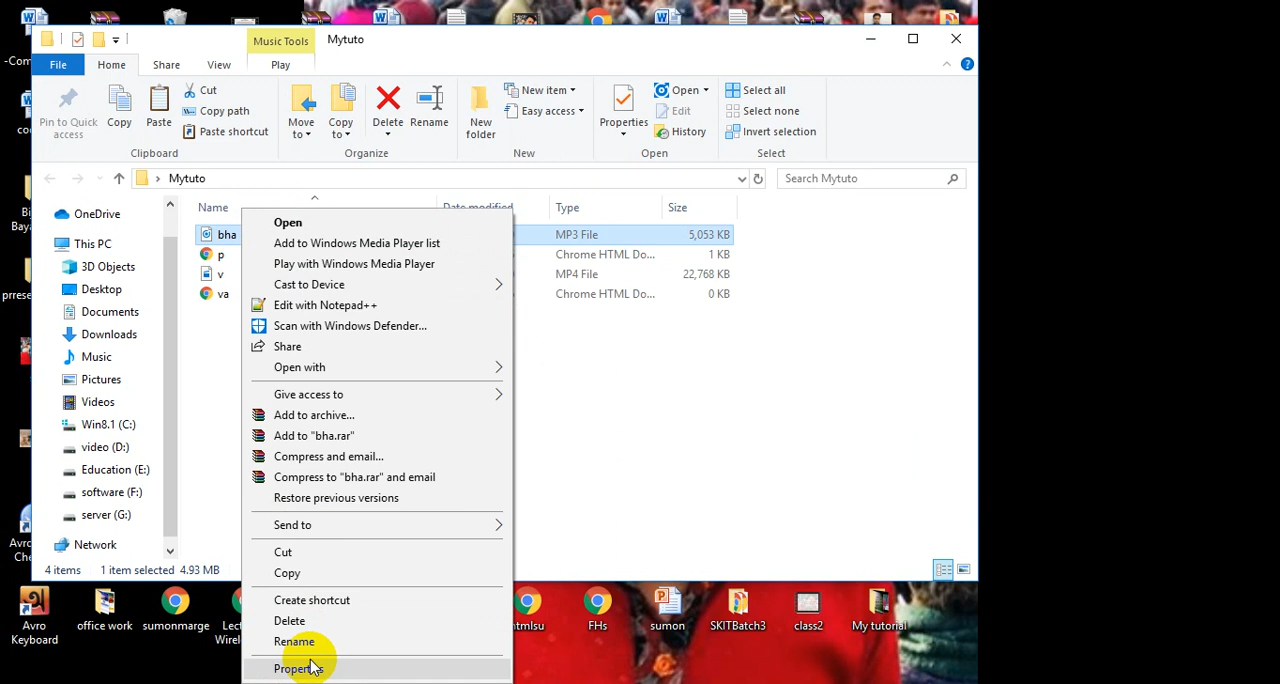 Music Tools
Mytuto
File
Home
Share
View
Play
Pin to Quick access
Copy
Paste
Cut
Copy path
Paste shortcut
Clipboard
Move to
Copy to
Delete
Rename
Organize
New folder
New item
Easy access
New
Properties
Open
Edit
History
Open
Select all
Select none
Invert selection
Select
Mytuto
Search Mytuto
Name
Date modified
Type
Size
bha
MP3 File
5,053 KB
p
Chrome HTML Do...
1 KB
v
MP4 File
22,768 KB
va
Chrome HTML Do...
0 KB
OneDrive
This PC
3D Objects
Desktop
Documents
Downloads
Music
Pictures
Videos
Win8.1 (C:)
video (D:)
Education (E:)
software (F:)
server (G:)
Network
4 items
1 item selected 4.93 MB
Open
Add to Windows Media Player list
Play with Windows Media Player
Cast to Device
Edit with Notepad++
Scan with Windows Defender...
Share
Open with
Give access to
Add to archive...
Add to "bha.rar"
Compress and email...
Compress to "bha.rar" and email
Restore previous versions
Send to
Cut
Copy
Create shortcut
Delete
Rename
Properties
Avro Keyboard
office work
sumonmarge
FHs
sumon
SKITBatch3
class2
My tutorial